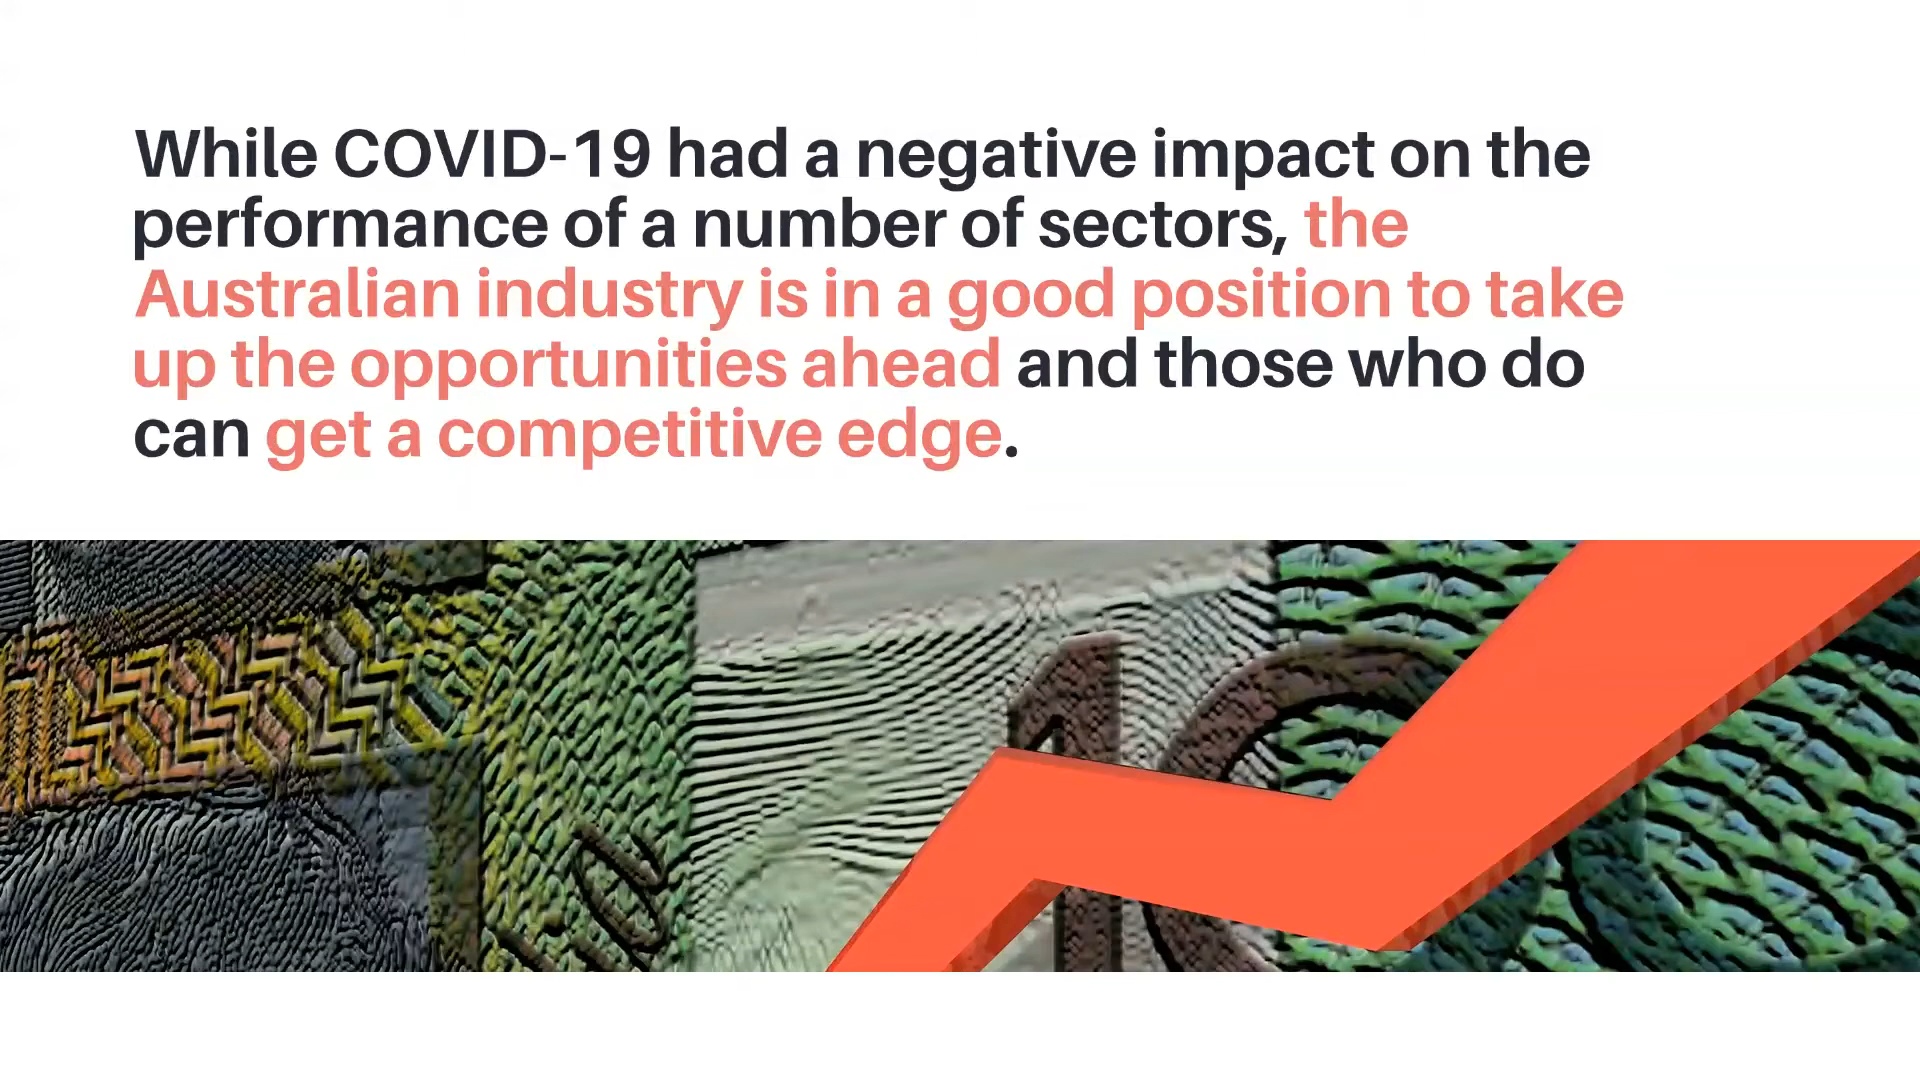 While COVID-19 had a negative impact on the
performance of a number of sectors, the
Australian industry is in a good position to take
up the opportunities ahead and those who do
can get a competitive edge.
10